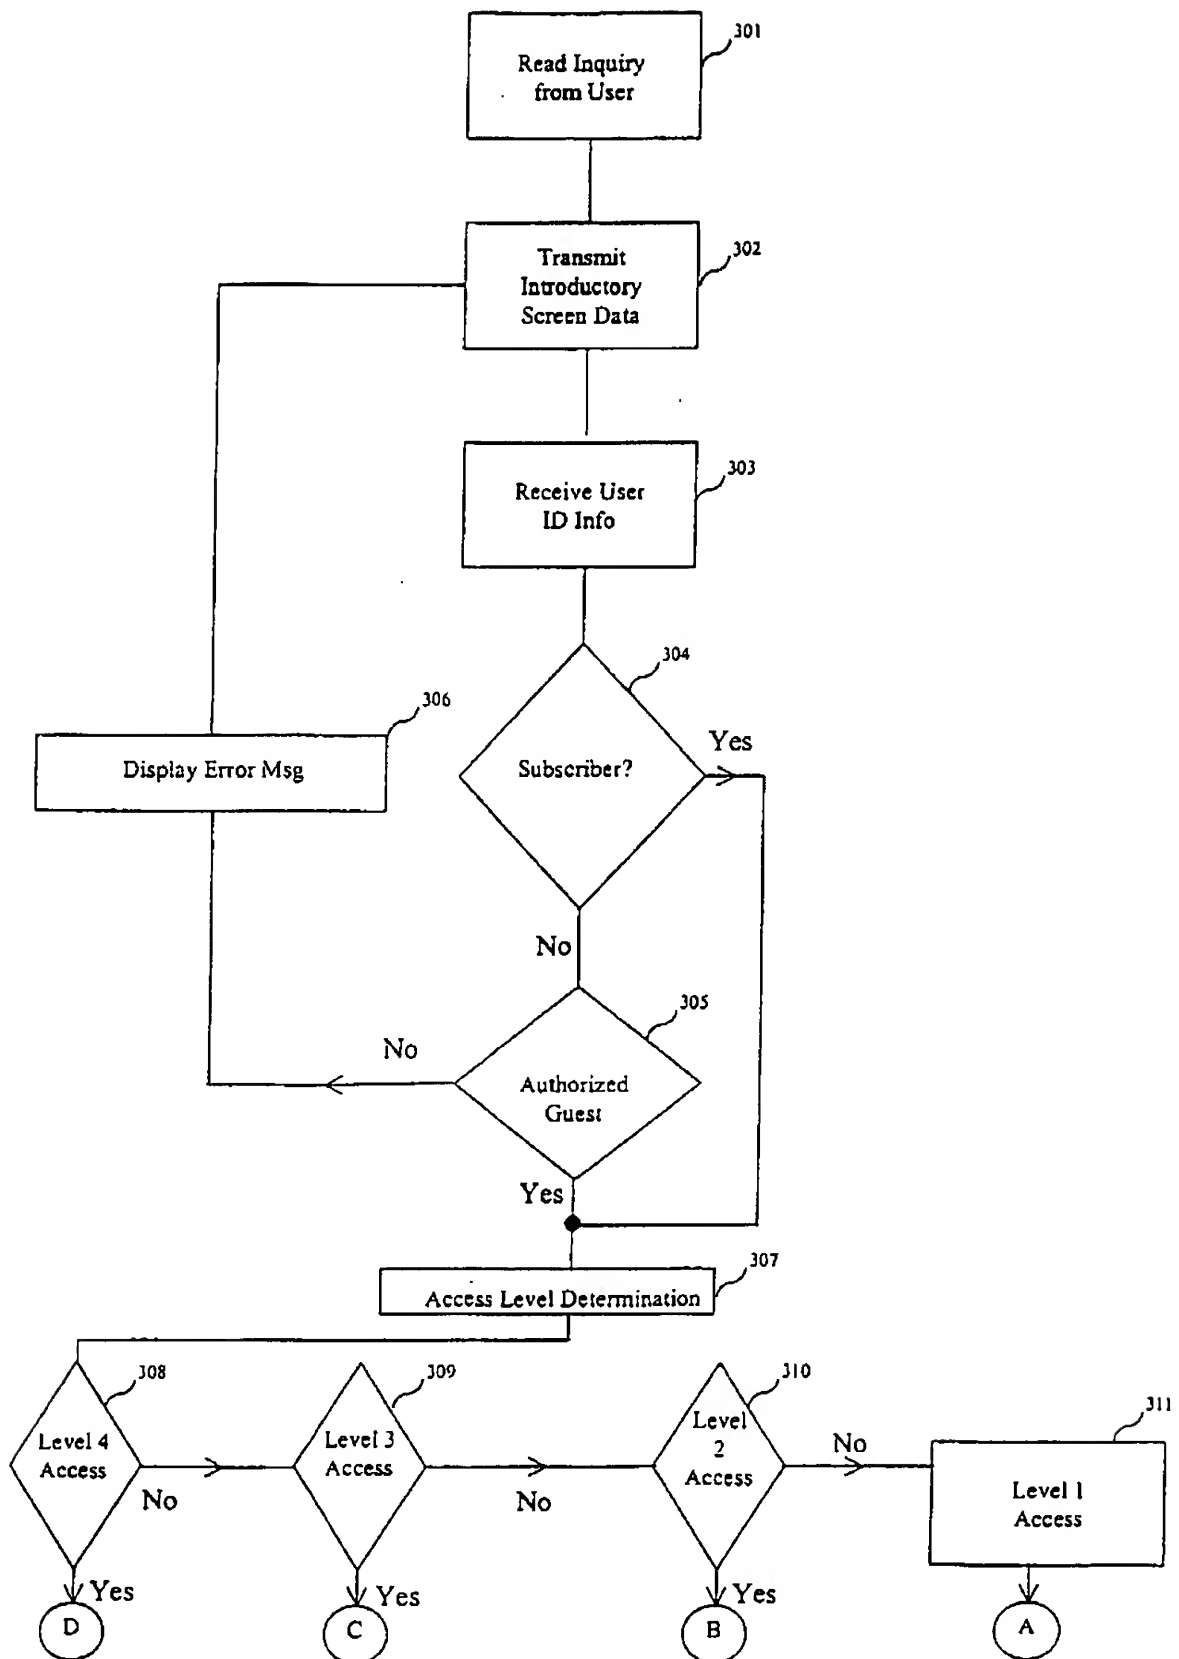 301
Read Inquiry
from User
302
Transmit
Introductory
Screen Data
303
Receive User
ID Info
304
Subscriber?
Yes
306
Display Error Msg
No
305
No
Authorized
Guest
Yes
307
Access Level Determination
308
Level 4
Access
No
Yes
D
309
Level 3
Access
No
Yes
C
310
Level
2
Access
No
Yes
B
311
Level 1
Access
A